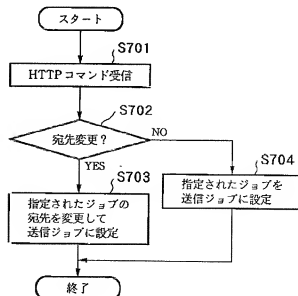 スタート
S701
HTTPコマンド受信
S702
宛先変更?
NO
YES
S703
指定されたジョブの
宛先を変更して
送信ジョブに設定
S704
指定されたジョブを
送信ジョブに設定
終了